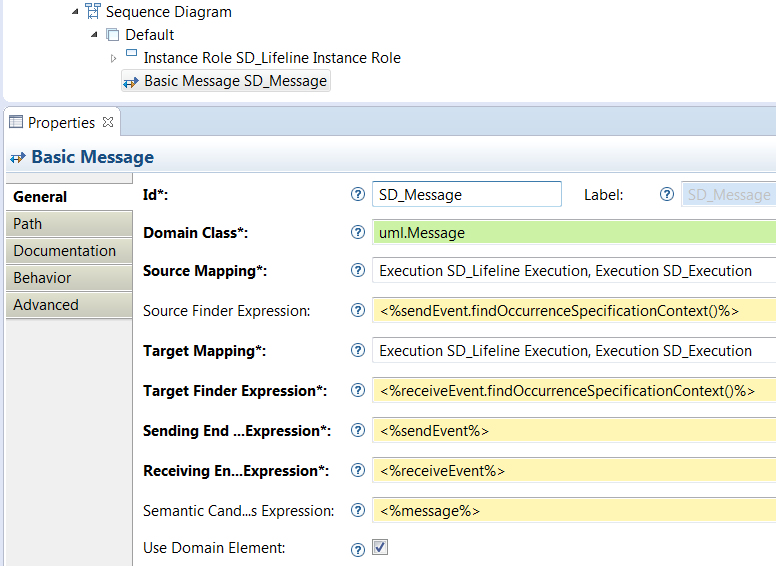 Sequence Diagram
Default
Instance Role SD_Lifeline Instance Role
Basic Message SD_Message
Properties
Basic Message
General
Path
Documentation
Behavior
Advanced
Id*: SD_Message Label: SD_Message
Domain Class*: uml.Message
Source Mapping*: Execution SD_Lifeline Execution, Execution SD_Execution
Source Finder Expression: <%sendEvent.findOccurrenceSpecificationContext()%>
Target Mapping*: Execution SD_Lifeline Execution, Execution SD_Execution
Target Finder Expression*: <%receiveEvent.findOccurrenceSpecificationContext()%>
Sending End ...Expression*: <%sendEvent%>
Receiving En...Expression*: <%receiveEvent%>
Semantic Cand...s Expression: <%message%>
Use Domain Element: